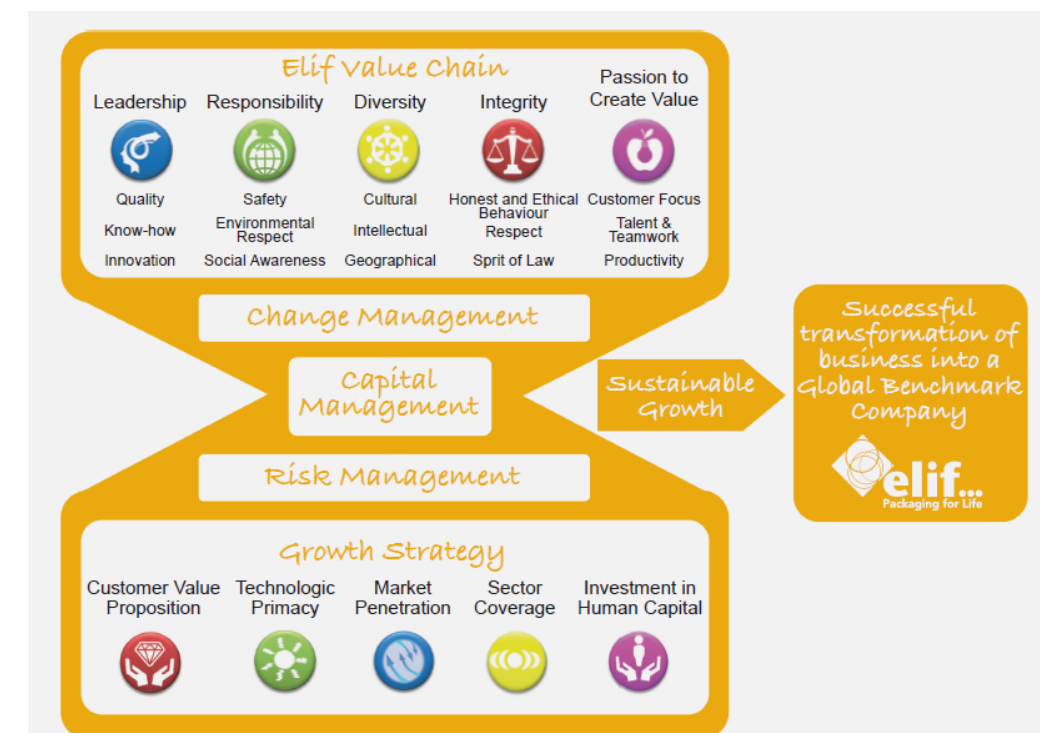 Elif Value Chain
Leadership
Responsibility
Diversity
Integrity
Passion to
Create Value
Quality
Know-how
Innovation
Safety
Environmental
Respect
Social Awareness
Cultural
Intellectual
Geographical
Honest and Ethical
Behaviour
Respect
Sprit of Law
Customer Focus
Talent &
Teamwork
Productivity
Change Management
Capital
Management
Risk Management
Sustainable
Growth
Successful
transformation of
business into a
Global Benchmark
Company
elif...
Packaging for Life
Growth Strategy
Customer Value
Proposition
Technologic
Primacy
Market
Penetration
Sector
Coverage
Investment in
Human Capital